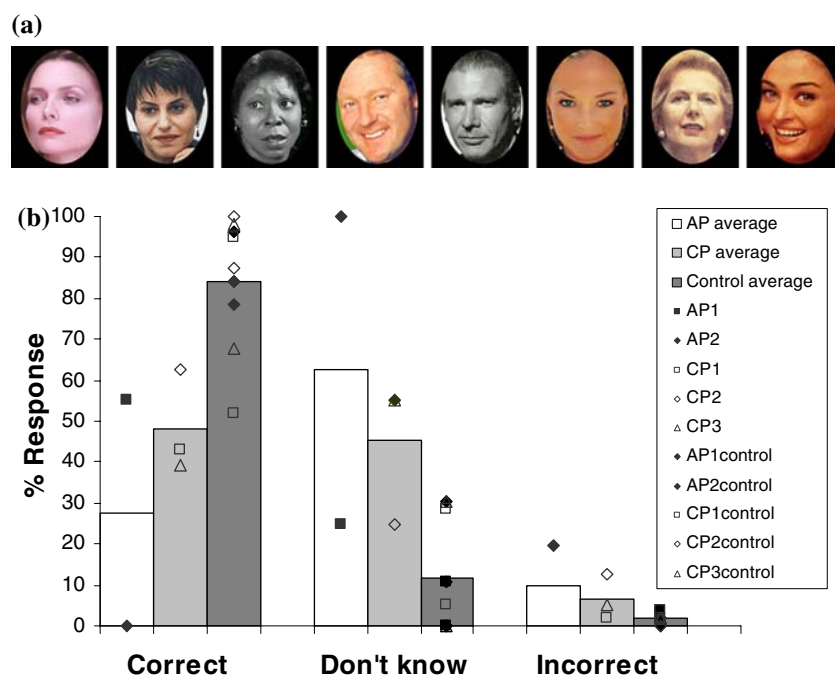 (a)
(b)
100
90
80
70
60
50
40
30
20
10
0
% Response
Correct
Don't know
Incorrect
AP average
CP average
Control average
AP1
AP2
CP1
CP2
CP3
AP1control
AP2control
CP1control
CP2control
CP3control